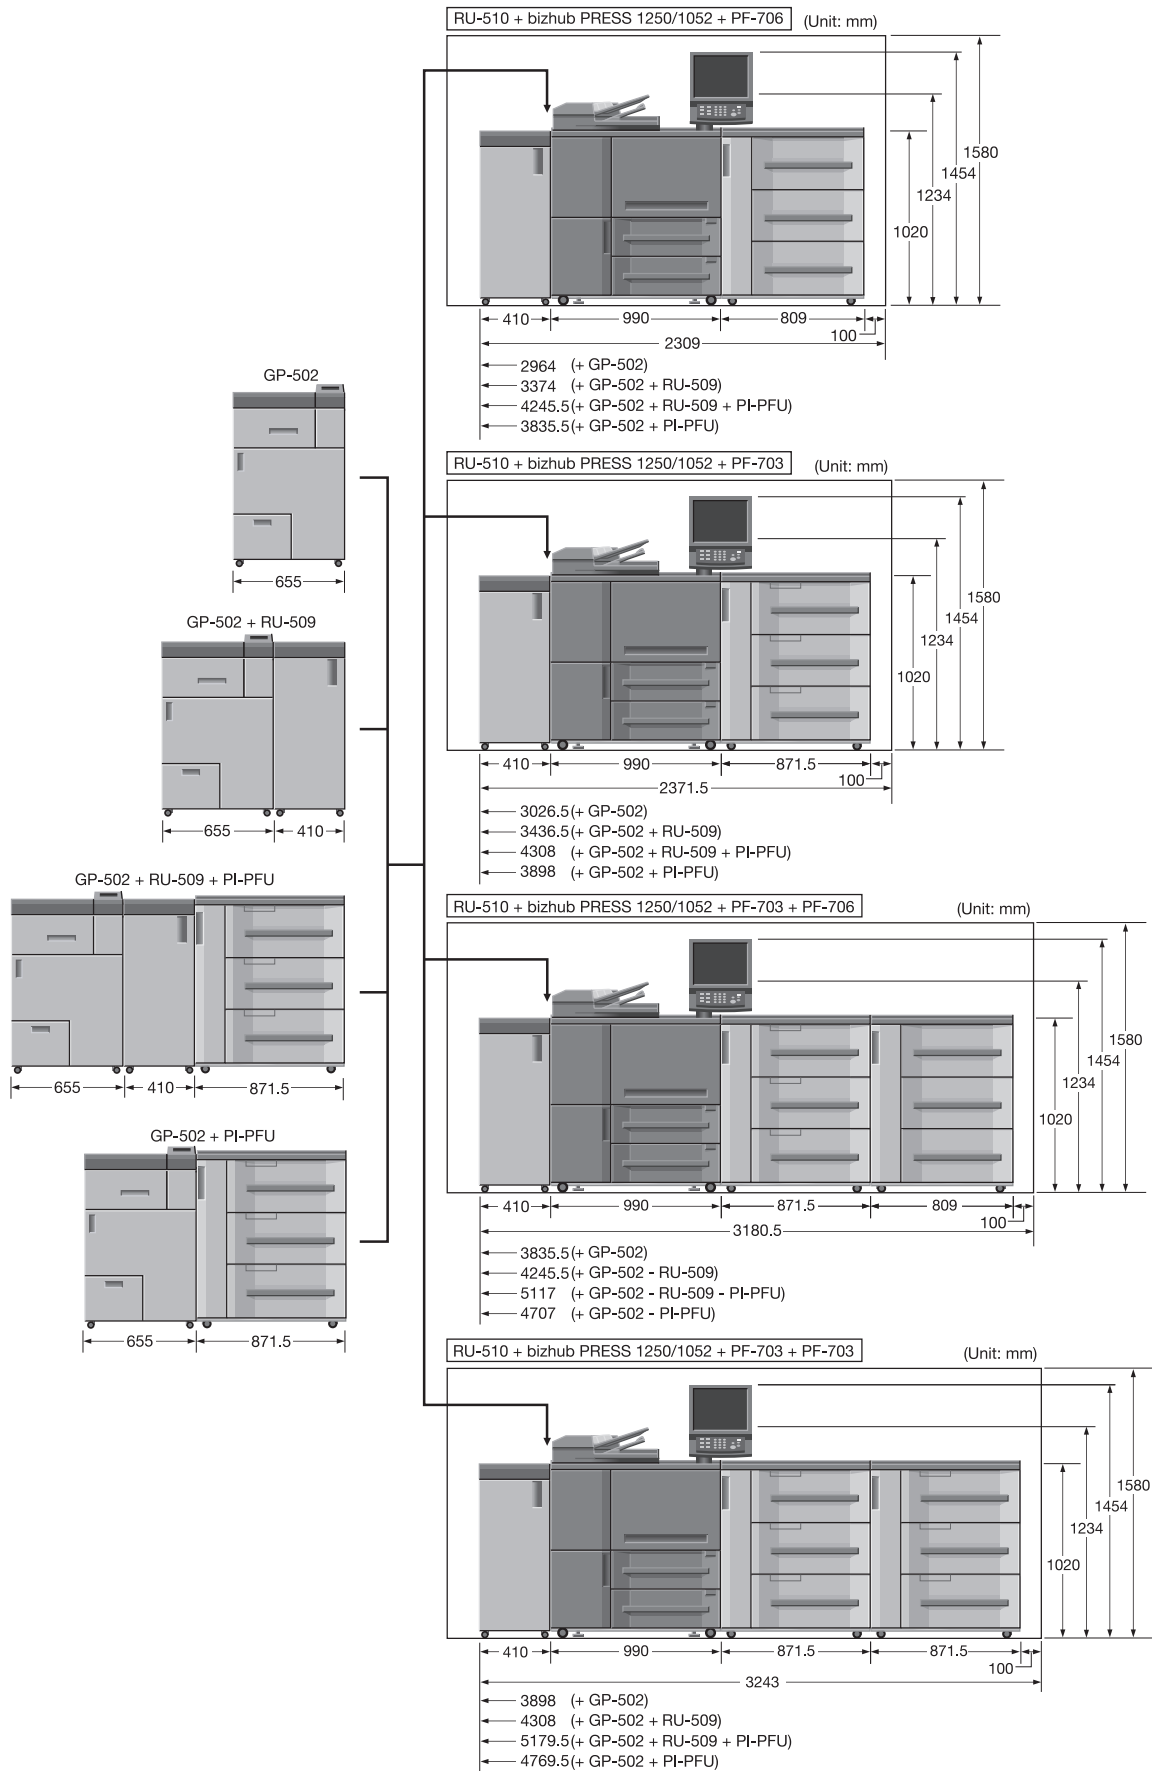 RU-510 + bizhub PRESS 1250/1052 + PF-706 (Unit: mm)
1580
1454
1234
1020
410 990 809 100
2309
2964 (+ GP-502)
3374 (+ GP-502 + RU-509)
4245.5 (+ GP-502 + RU-509 + PI-PFU)
3835.5 (+ GP-502 + PI-PFU)
GP-502
655
GP-502 + RU-509
655 410
GP-502 + RU-509 + PI-PFU
655 410 871.5
GP-502 + PI-PFU
655 871.5
RU-510 + bizhub PRESS 1250/1052 + PF-703 (Unit: mm)
1580
1454
1234
1020
410 990 871.5 100
2371.5
3026.5 (+ GP-502)
3436.5 (+ GP-502 + RU-509)
4308 (+ GP-502 + RU-509 + PI-PFU)
3898 (+ GP-502 + PI-PFU)
RU-510 + bizhub PRESS 1250/1052 + PF-703 + PF-706 (Unit: mm)
1580
1454
1234
1020
410 990 871.5 809 100
3180.5
3835.5 (+ GP-502)
4245.5 (+ GP-502 - RU-509)
5117 (+ GP-502 - RU-509 - PI-PFU)
4707 (+ GP-502 - PI-PFU)
RU-510 + bizhub PRESS 1250/1052 + PF-703 + PF-703 (Unit: mm)
1580
1454
1234
1020
410 990 871.5 871.5 100
3243
3898 (+ GP-502)
4308 (+ GP-502 + RU-509)
5179.5 (+ GP-502 + RU-509 + PI-PFU)
4769.5 (+ GP-502 + PI-PFU)